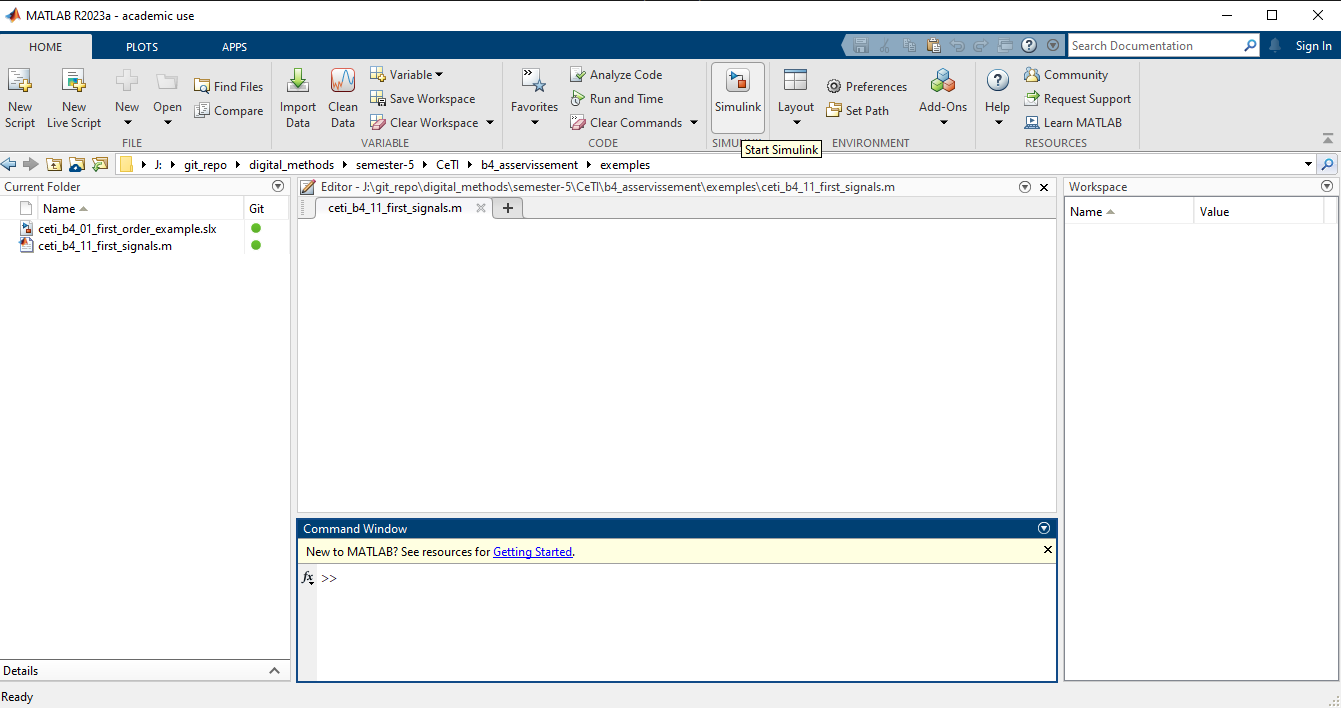 MATLAB R2023a - academic use
HOME PLOTS APPS Search Documentation Sign In
New Script
New Live Script
New
Open
Find Files
Compare
FILE
Import Data
Clean Data
Variable
Save Workspace
Clear Workspace
VARIABLE
Favorites
Analyze Code
Run and Time
Clear Commands
CODE
Simulink
SIMU
Start Simulink
Layout
Preferences
Set Path
Add-Ons
ENVIRONMENT
Help
Community
Request Support
Learn MATLAB
RESOURCES
J: git_repo digital_methods semester-5 CeTI b4_asservissement exemples
Current Folder
Name Git
ceti_b4_01_first_order_example.slx
ceti_b4_11_first_signals.m
Details
Editor - J:\git_repo\digital_methods\semester-5\CeTI\b4_asservissement\exemples\ceti_b4_11_first_signals.m
ceti_b4_11_first_signals.m
Command Window
New to MATLAB? See resources for Getting Started.
fx >>
Workspace
Name Value
Ready